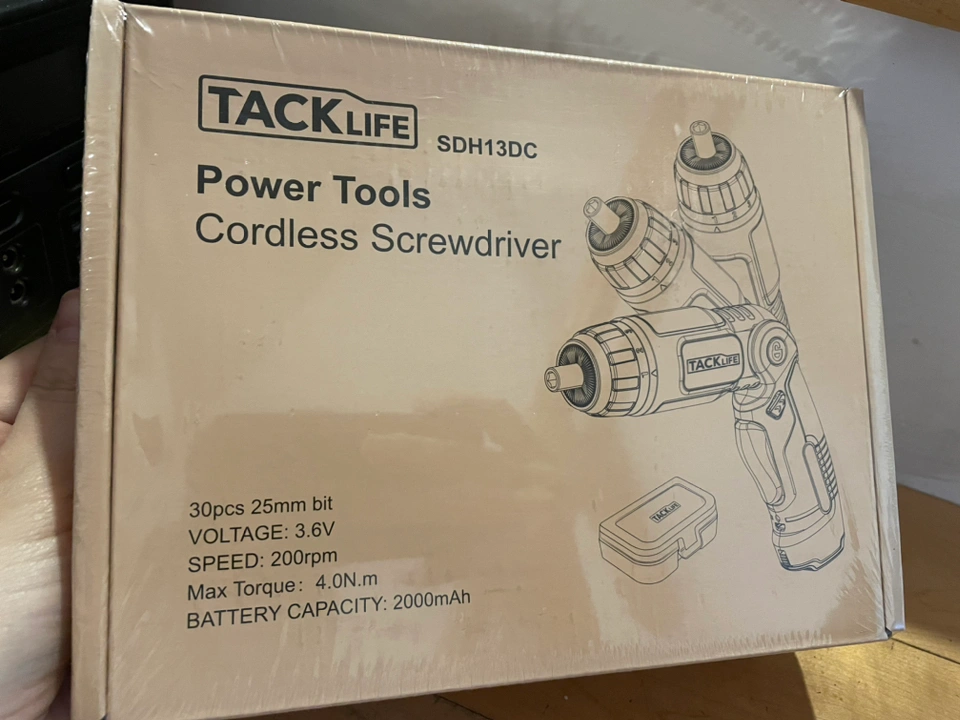 TACKLIFE SDH13DC
Power Tools
Cordless Screwdriver
TACKLIFE
TACKLIFE
30pcs 25mm bit
VOLTAGE: 3.6V
SPEED: 200rpm
Max Torque: 4.0N.m
BATTERY CAPACITY: 2000mAh